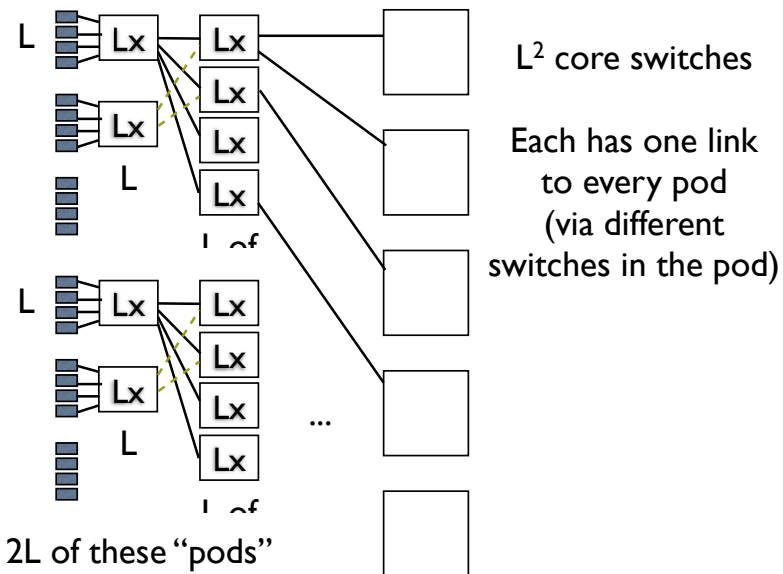 L
Lx
Lx
Lx
Lx
L
Lx
Lx
L² core switches
Each has one link
to every pod
(via different
switches in the pod)
L
Lx
Lx
Lx
Lx
L
Lx
Lx
...
2L of these “pods”